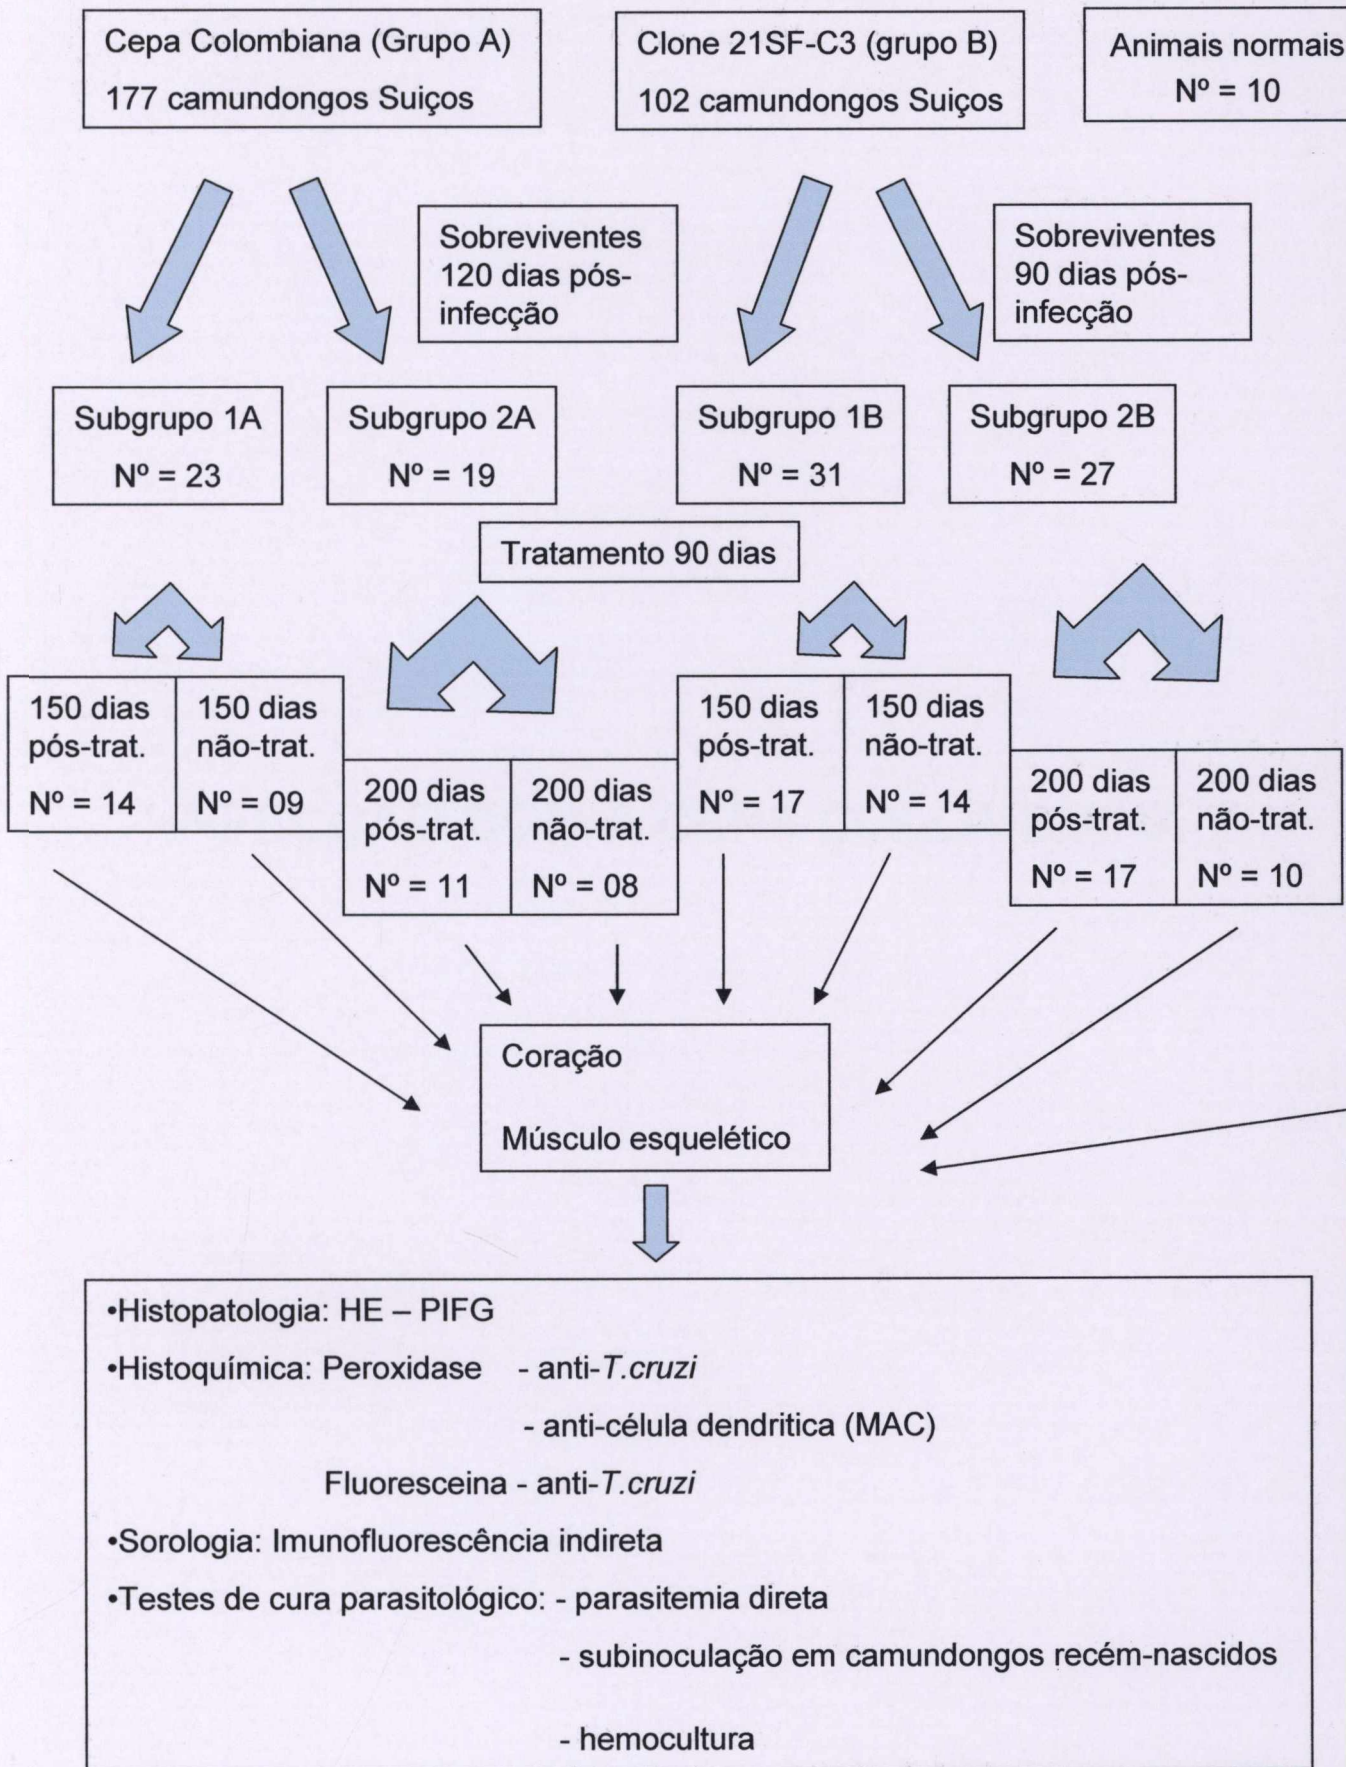 Cepa Colombiana (Grupo A)
177 camundongos Suiços
Clone 21SF-C3 (grupo B)
102 camundongos Suiços
Animais normais
Nº = 10
Sobreviventes
120 dias pós-
infecção
Sobreviventes
90 dias pós-
infecção
Subgrupo 1A
Nº = 23
Subgrupo 2A
Nº = 19
Subgrupo 1B
Nº = 31
Subgrupo 2B
Nº = 27
Tratamento 90 dias
150 dias
pós-trat.
Nº = 14
150 dias
não-trat.
Nº = 09
200 dias
pós-trat.
Nº = 11
200 dias
não-trat.
Nº = 08
150 dias
pós-trat.
Nº = 17
150 dias
não-trat.
Nº = 14
200 dias
pós-trat.
Nº = 17
200 dias
não-trat.
Nº = 10
Coração
Músculo esquelético
•Histopatologia: HE – PIFG
•Histoquímica: Peroxidase - anti-T.cruzi
- anti-célula dendritica (MAC)
Fluoresceina - anti-T.cruzi
•Sorologia: Imunofluorescência indireta
•Testes de cura parasitológico: - parasitemia direta
- subinoculação em camundongos recém-nascidos
- hemocultura